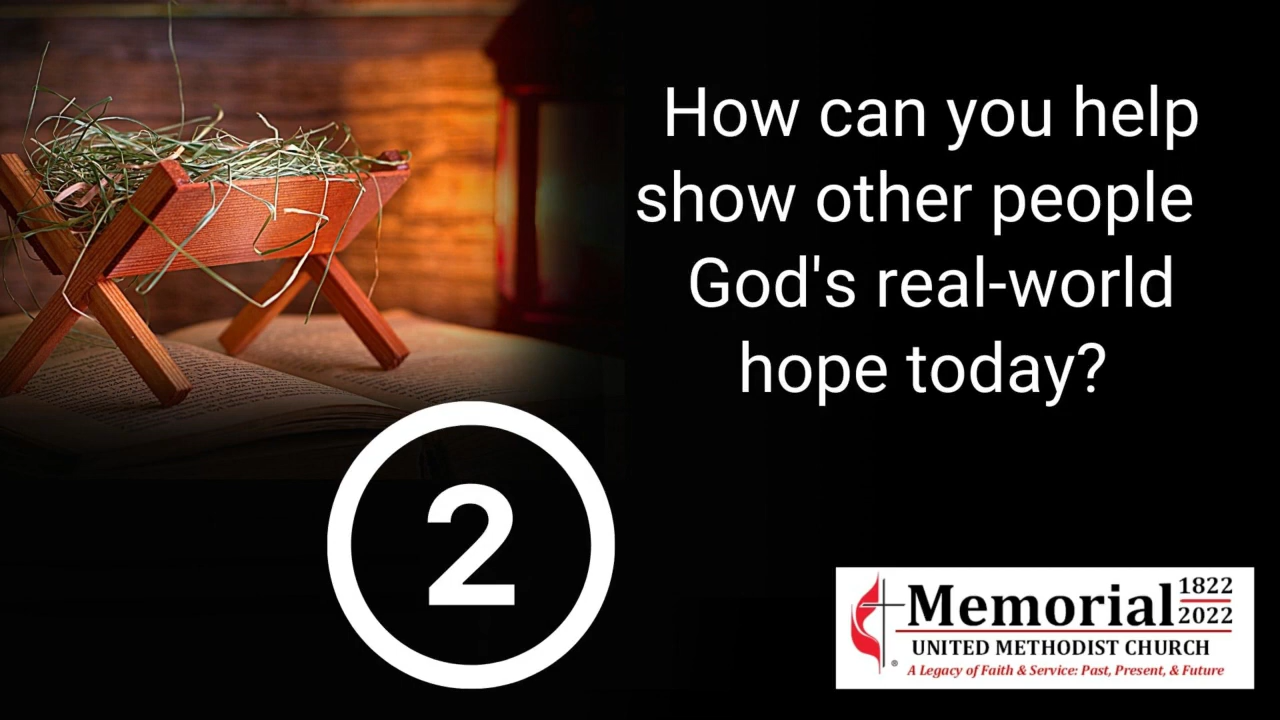 How can you help
show other people
God's real-world
hope today?
2
Memorial
1822
2022
UNITED METHODIST CHURCH
®
A Legacy of Faith & Service: Past, Present, & Future